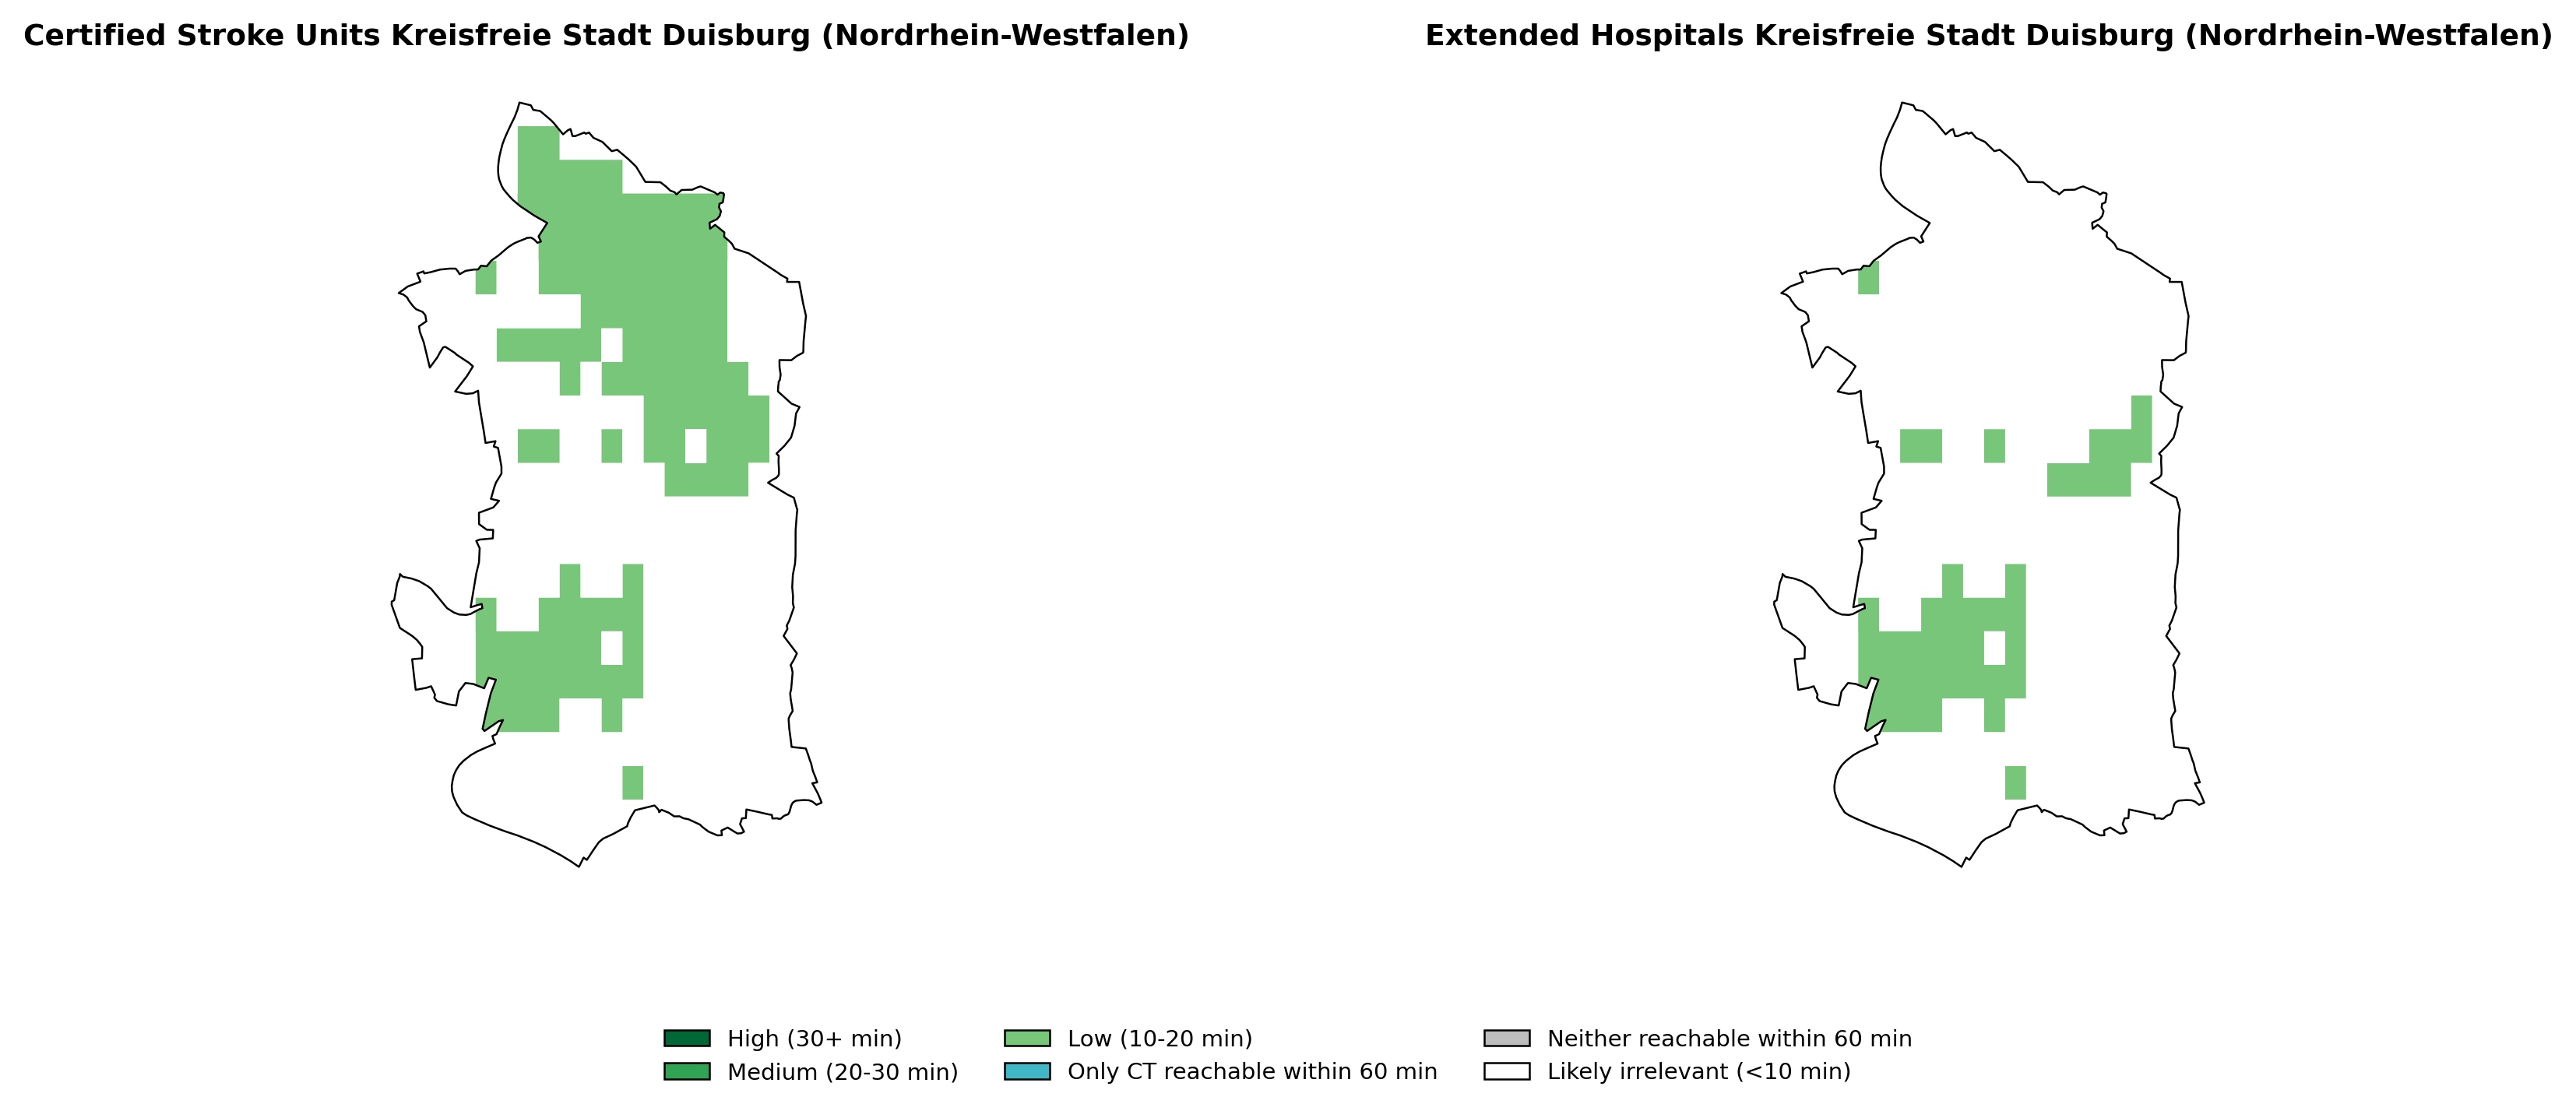 Certified Stroke Units Kreisfreie Stadt Duisburg (Nordrhein-Westfalen)
Extended Hospitals Kreisfreie Stadt Duisburg (Nordrhein-Westfalen)
High (30+ min)
Medium (20-30 min)
Low (10-20 min)
Only CT reachable within 60 min
Neither reachable within 60 min
Likely irrelevant (<10 min)